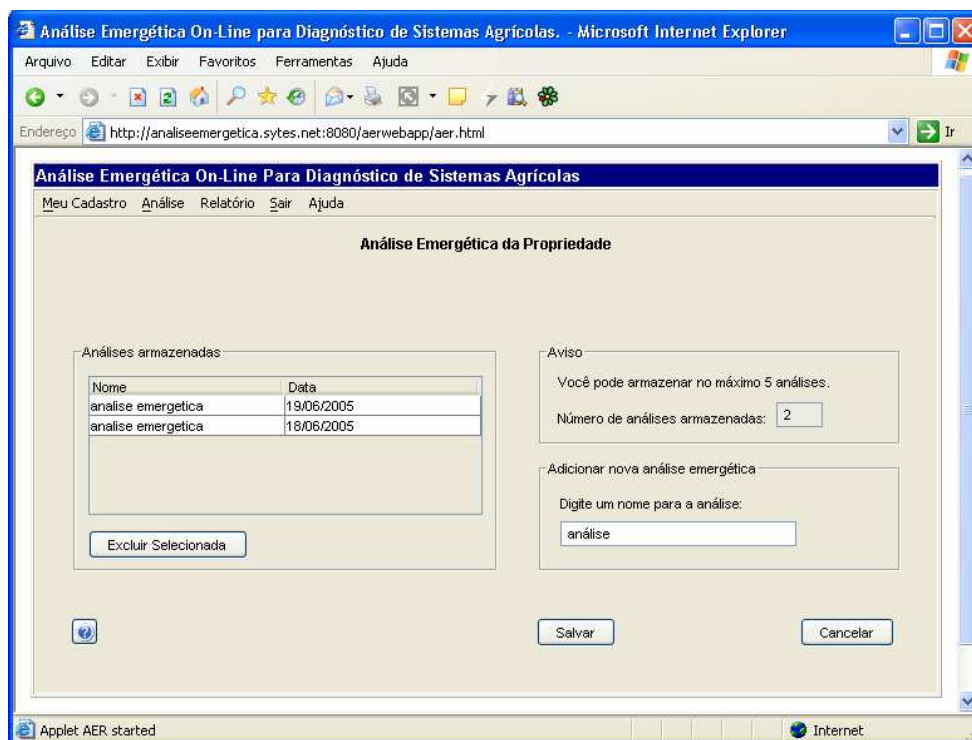 Análise Emergética On-Line para Diagnóstico de Sistemas Agrícolas. - Microsoft Internet Explorer
Arquivo Editar Exibir Favoritos Ferramentas Ajuda
Endereço http://analiseemergetica.sytes.net:8080/aerwebapp/aer.html Ir
Análise Emergética On-Line Para Diagnóstico de Sistemas Agrícolas
Meu Cadastro Análise Relatório Sair Ajuda
Análise Emergética da Propriedade
Análises armazenadas
Nome Data
analise emergetica 19/06/2005
analise emergetica 18/06/2005
Excluir Selecionada
Aviso
Você pode armazenar no máximo 5 análises.
Número de análises armazenadas: 2
Adicionar nova análise emergética
Digite um nome para a análise:
análise
Salvar Cancelar
Applet AER started Internet